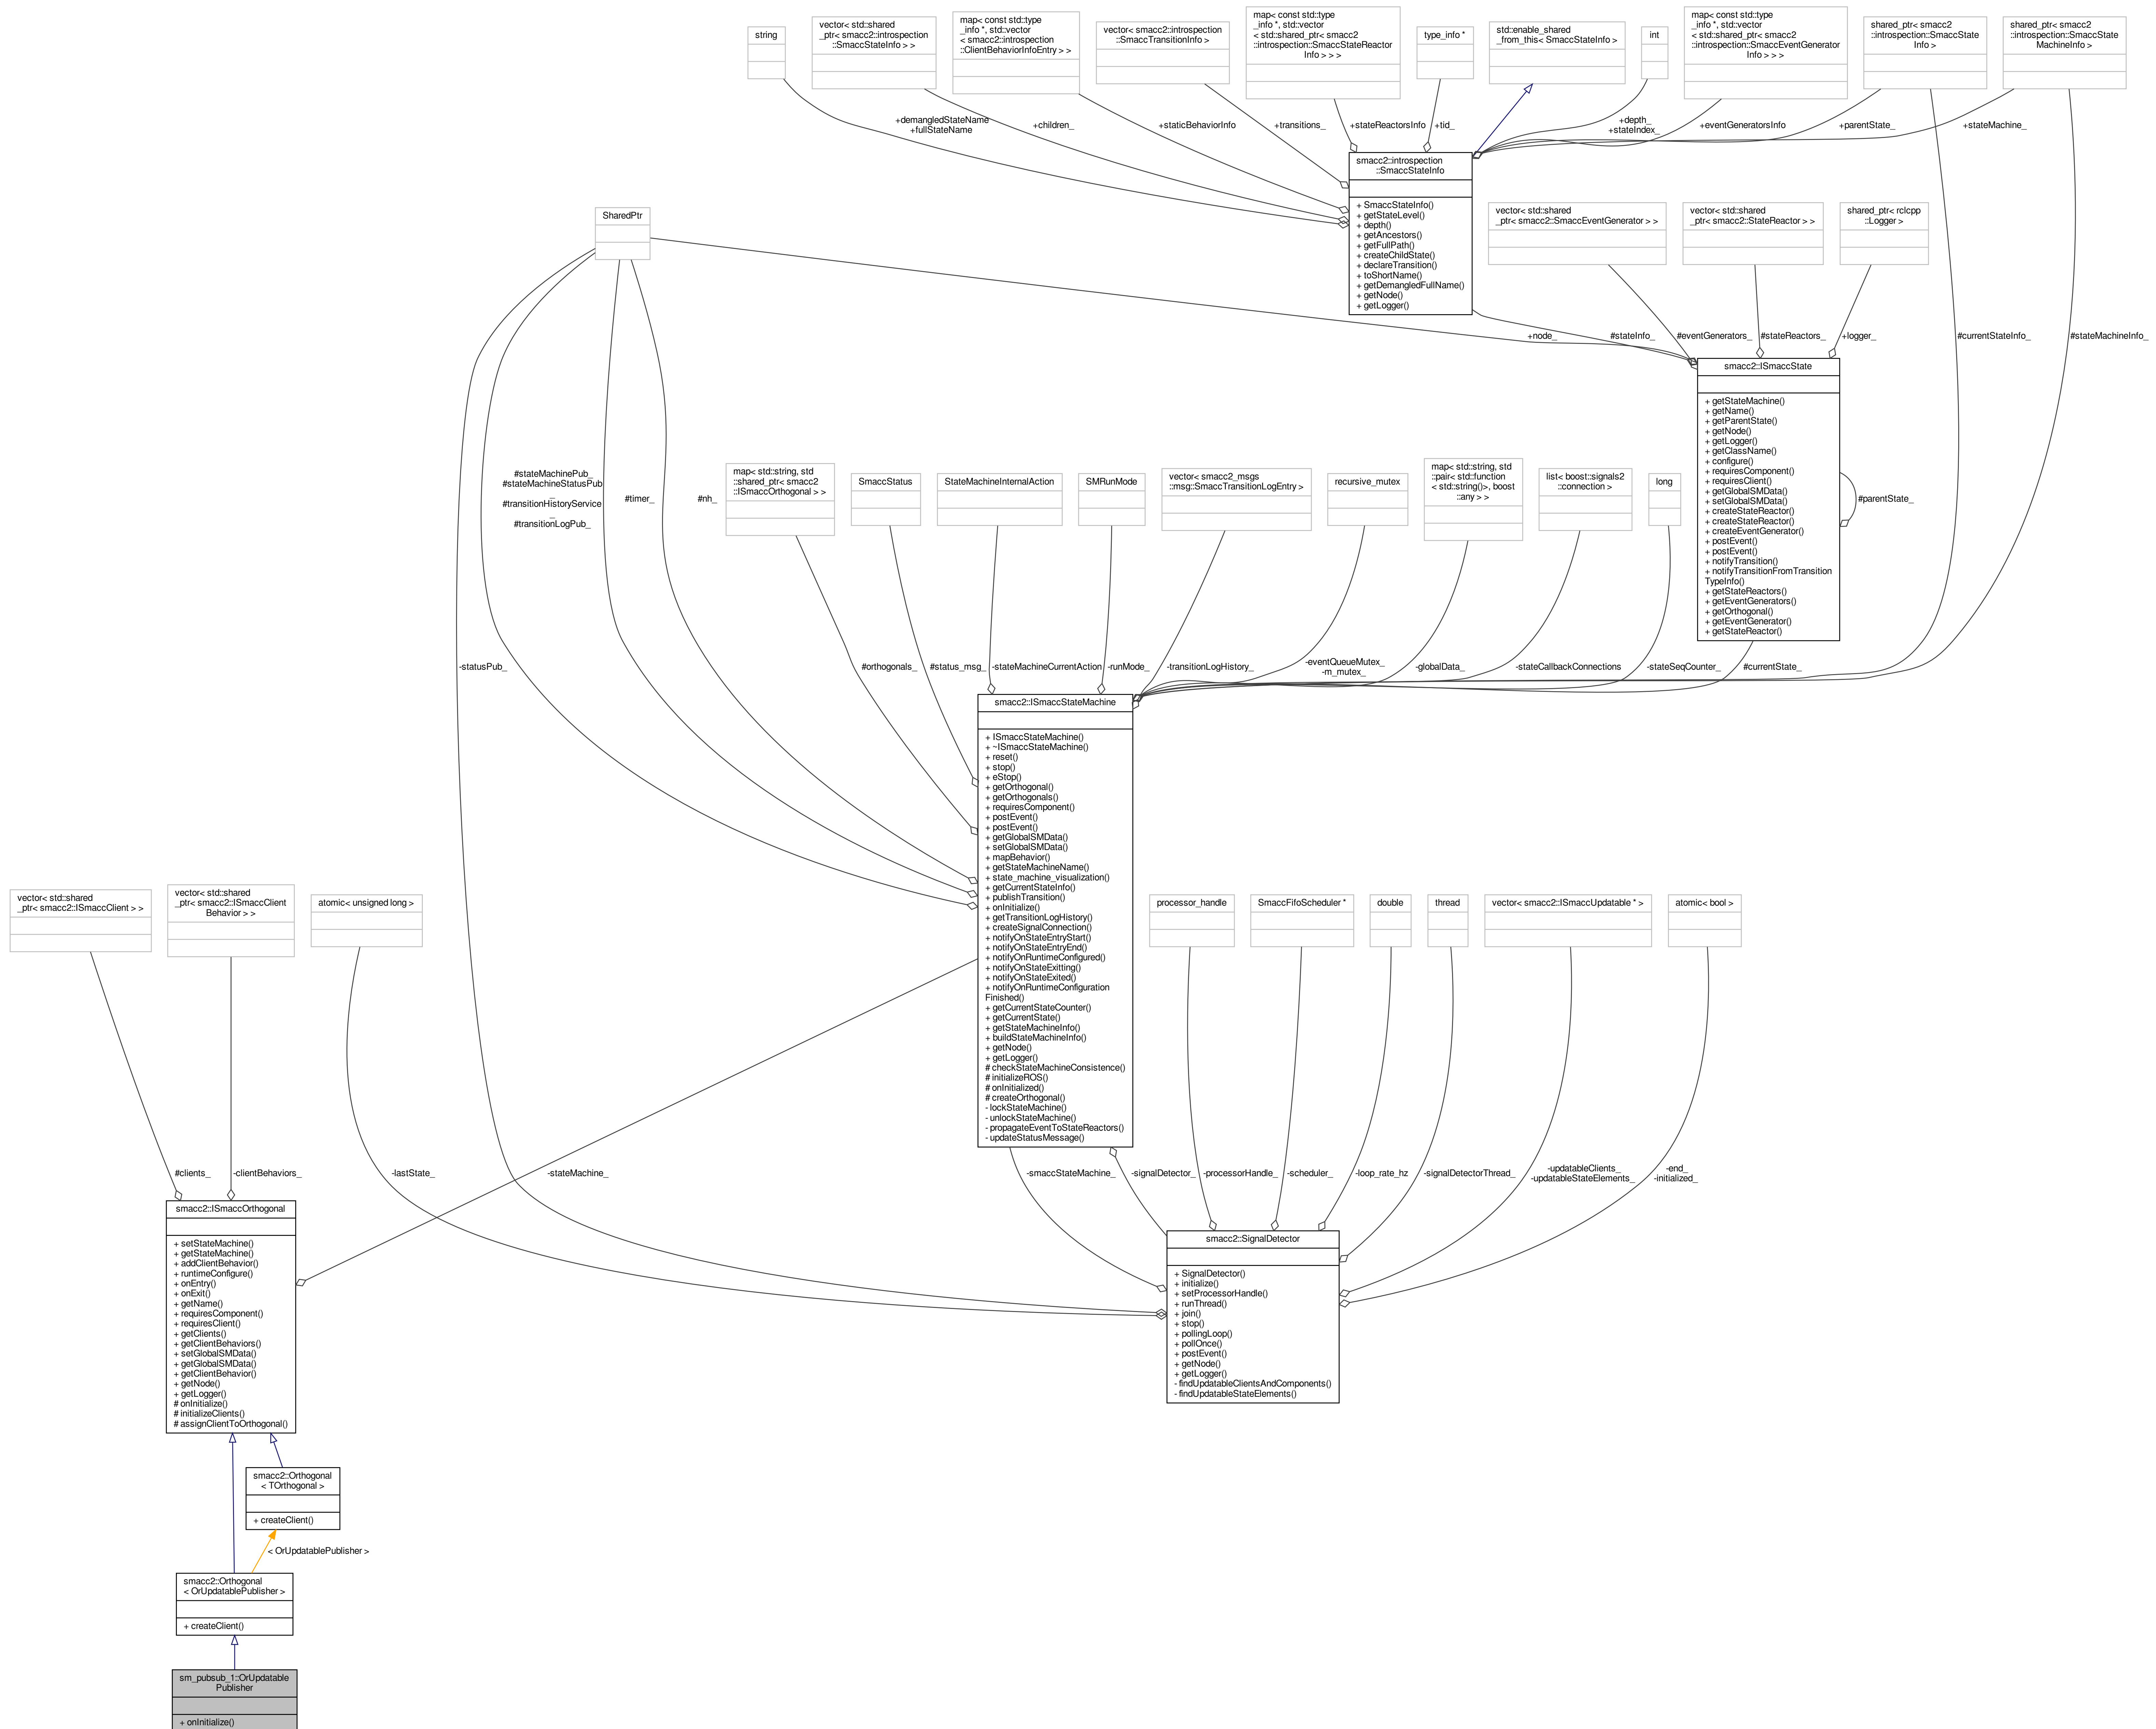 string
vector< std::shared
_ptr< smacc2::introspection
::SmaccStateInfo > >
map< const std::type
_info *, std::vector
< smacc2::introspection
::ClientBehaviorInfoEntry > >
vector< smacc2::introspection
::SmaccTransitionInfo >
map< const std::type
_info *, std::vector
< std::shared_ptr< smacc2
::introspection::SmaccStateReactor
Info > > >
type_info *
std::enable_shared
_from_this< SmaccStateInfo >
int
map< const std::type
_info *, std::vector
< std::shared_ptr< smacc2
::introspection::SmaccEventGenerator
Info > > >
shared_ptr< smacc2
::introspection::SmaccState
Info >
shared_ptr< smacc2
::introspection::SmaccState
MachineInfo >
+demangledStateName
+fullStateName
+children_
+staticBehaviorInfo
+transitions_
+stateReactorsInfo
+tid_
+depth_
+stateIndex_
+eventGeneratorsInfo
+parentState_
+stateMachine_
smacc2::introspection
::SmaccStateInfo
+ SmaccStateInfo()
+ getStateLevel()
+ depth()
+ getAncestors()
+ getFullPath()
+ createChildState()
+ declareTransition()
+ toShortName()
+ getDemangledFullName()
+ getNode()
+ getLogger()
SharedPtr
vector< std::shared
_ptr< smacc2::SmaccEventGenerator > >
vector< std::shared
_ptr< smacc2::StateReactor > >
shared_ptr< rclcpp
::Logger >
+node_
#stateInfo_
#eventGenerators_
#stateReactors_
+logger_
#currentStateInfo_
#stateMachineInfo_
smacc2::ISmaccState
+ getStateMachine()
+ getName()
+ getParentState()
+ getNode()
+ getLogger()
+ getClassName()
+ configure()
+ requiresComponent()
+ requiresClient()
+ getGlobalSMData()
+ setGlobalSMData()
+ createStateReactor()
+ createStateReactor()
+ createEventGenerator()
+ postEvent()
+ postEvent()
+ notifyTransition()
+ notifyTransitionFromTransition
TypeInfo()
+ getStateReactors()
+ getEventGenerators()
+ getOrthogonal()
+ getEventGenerator()
+ getStateReactor()
#parentState_
#stateMachinePub_
#stateMachineStatusPub
_
#transitionHistoryService
_
#transitionLogPub_
#timer_
#nh_
map< std::string, std
::shared_ptr< smacc2
::ISmaccOrthogonal > >
SmaccStatus
StateMachineInternalAction
SMRunMode
vector< smacc2_msgs
::msg::SmaccTransitionLogEntry >
recursive_mutex
map< std::string, std
::pair< std::function
< std::string()>, boost
::any > >
list< boost::signals2
::connection >
long
-statusPub_
#orthogonals_
#status_msg_
-stateMachineCurrentAction
-runMode_
-transitionLogHistory_
-eventQueueMutex_
-m_mutex_
-globalData_
-stateCallbackConnections
-stateSeqCounter_
#currentState_
smacc2::ISmaccStateMachine
+ ISmaccStateMachine()
+ ~ISmaccStateMachine()
+ reset()
+ stop()
+ eStop()
+ getOrthogonal()
+ getOrthogonals()
+ requiresComponent()
+ postEvent()
+ postEvent()
+ getGlobalSMData()
+ setGlobalSMData()
+ mapBehavior()
+ getStateMachineName()
+ state_machine_visualization()
+ getCurrentStateInfo()
+ publishTransition()
+ onInitialize()
+ getTransitionLogHistory()
+ createSignalConnection()
+ notifyOnStateEntryStart()
+ notifyOnStateEntryEnd()
+ notifyOnRuntimeConfigured()
+ notifyOnStateExitting()
+ notifyOnStateExited()
+ notifyOnRuntimeConfiguration
Finished()
+ getCurrentStateCounter()
+ getCurrentState()
+ getStateMachineInfo()
+ buildStateMachineInfo()
+ getNode()
+ getLogger()
# checkStateMachineConsistence()
# initializeROS()
# onInitialized()
# createOrthogonal()
- lockStateMachine()
- unlockStateMachine()
- propagateEventToStateReactors()
- updateStatusMessage()
vector< std::shared
_ptr< smacc2::ISmaccClient > >
vector< std::shared
_ptr< smacc2::ISmaccClient
Behavior > >
atomic< unsigned long >
processor_handle
SmaccFifoScheduler *
double
thread
vector< smacc2::ISmaccUpdatable * >
atomic< bool >
#clients_
-clientBehaviors_
-lastState_
-stateMachine_
-smaccStateMachine_
-signalDetector_
-processorHandle_
-scheduler_
-loop_rate_hz
-signalDetectorThread_
-updatableClients_
-updatableStateElements_
-end_
-initialized_
smacc2::ISmaccOrthogonal
+ setStateMachine()
+ getStateMachine()
+ addClientBehavior()
+ runtimeConfigure()
+ onEntry()
+ onExit()
+ getName()
+ requiresComponent()
+ requiresClient()
+ getClients()
+ getClientBehaviors()
+ setGlobalSMData()
+ getGlobalSMData()
+ getClientBehavior()
+ getNode()
+ getLogger()
# onInitialize()
# initializeClients()
# assignClientToOrthogonal()
smacc2::SignalDetector
+ SignalDetector()
+ initialize()
+ setProcessorHandle()
+ runThread()
+ join()
+ stop()
+ pollingLoop()
+ pollOnce()
+ postEvent()
+ getNode()
+ getLogger()
- findUpdatableClientsAndComponents()
- findUpdatableStateElements()
smacc2::Orthogonal
< TOrthogonal >
+ createClient()
< OrUpdatablePublisher >
smacc2::Orthogonal
< OrUpdatablePublisher >
+ createClient()
sm_pubsub_1::OrUpdatable
Publisher
+ onInitialize()